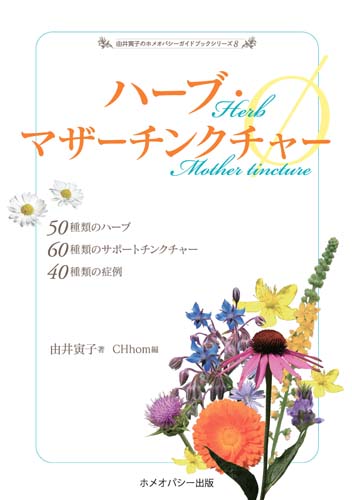 由井寅子のホメオパシーガイドブックシリーズ8
ハーブ・
Herb
マザーチンクチャー
Mother tincture
φ
50種類のハーブ
60種類のサポートチンクチャー
40種類の症例
由井寅子著 CHhom編
ホメオパシー出版